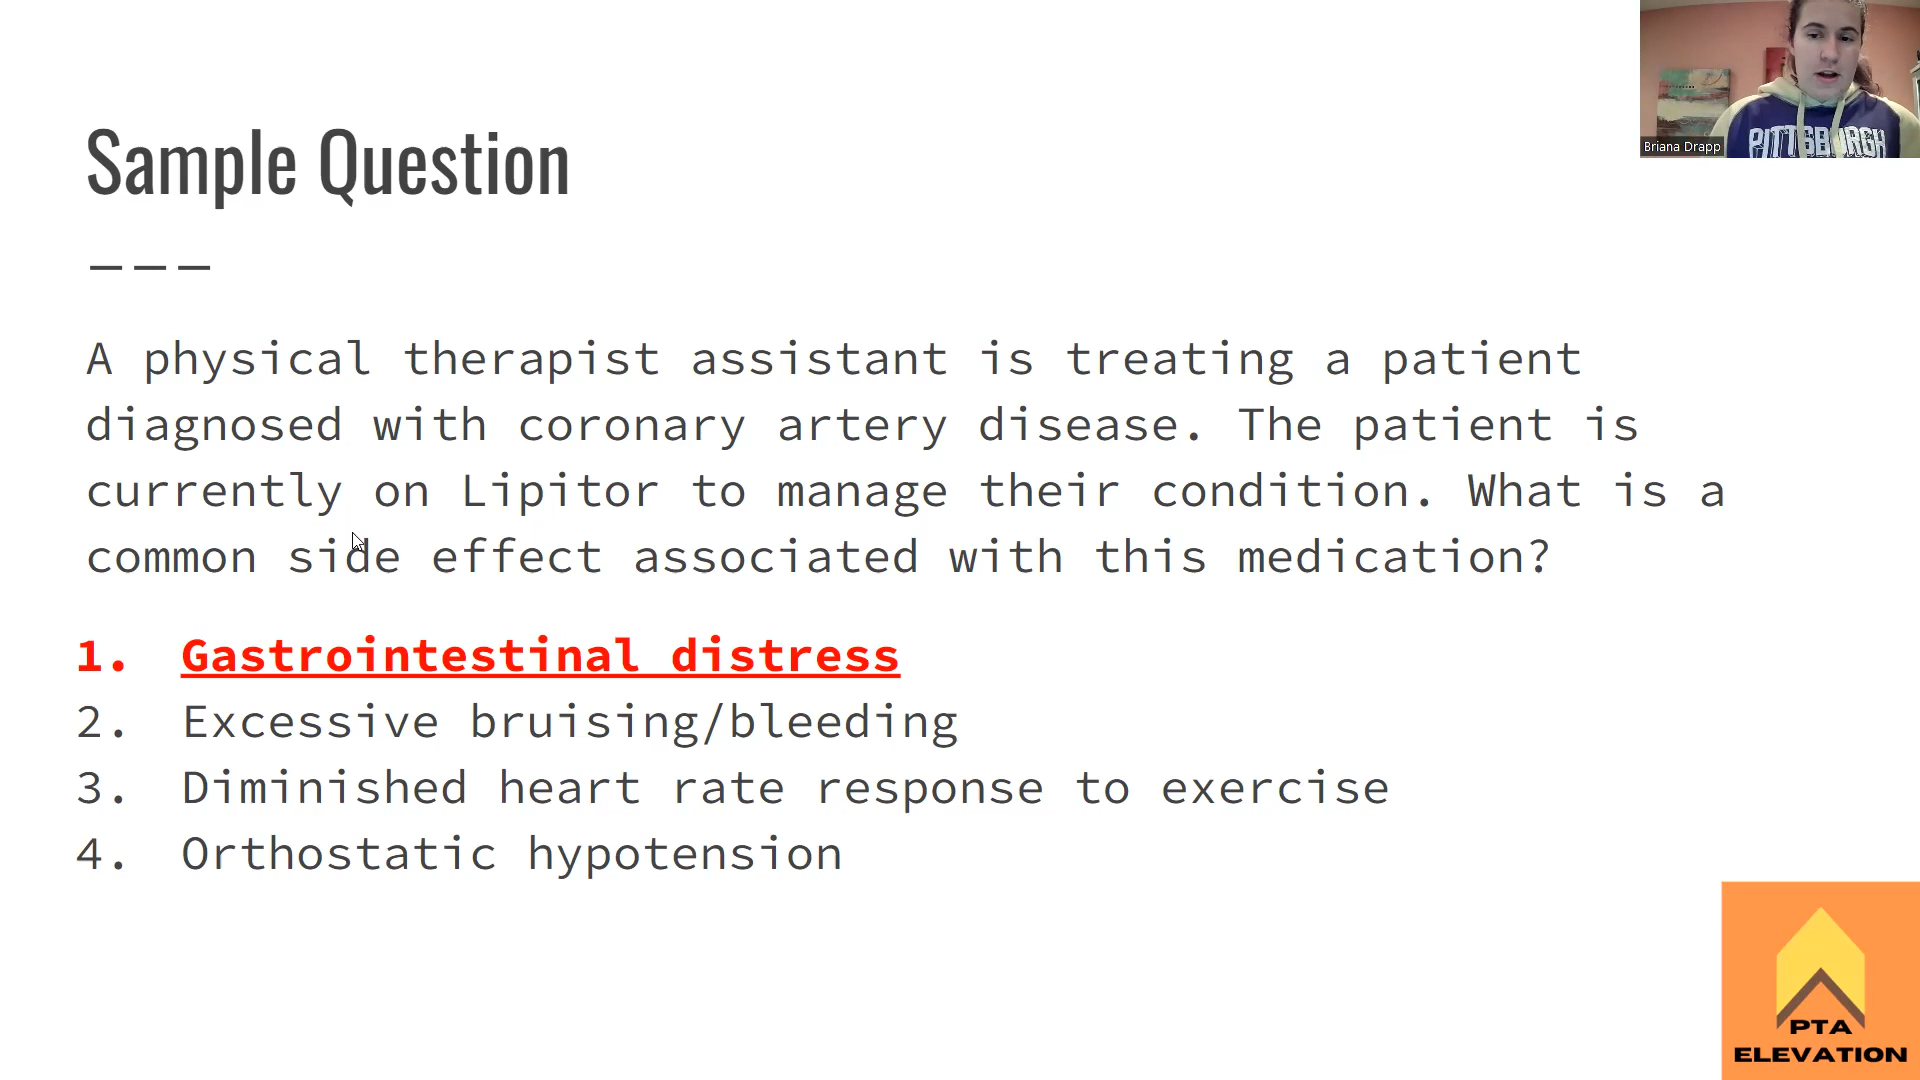 Sample Question
A physical therapist assistant is treating a patient
diagnosed with coronary artery disease. The patient is
currently on Lipitor to manage their condition. What is a
common side effect associated with this medication?
1. Gastrointestinal distress
2. Excessive bruising/bleeding
3. Diminished heart rate response to exercise
4. Orthostatic hypotension
PITTSBURGH
Briana Drapp
PTA
ELEVATION